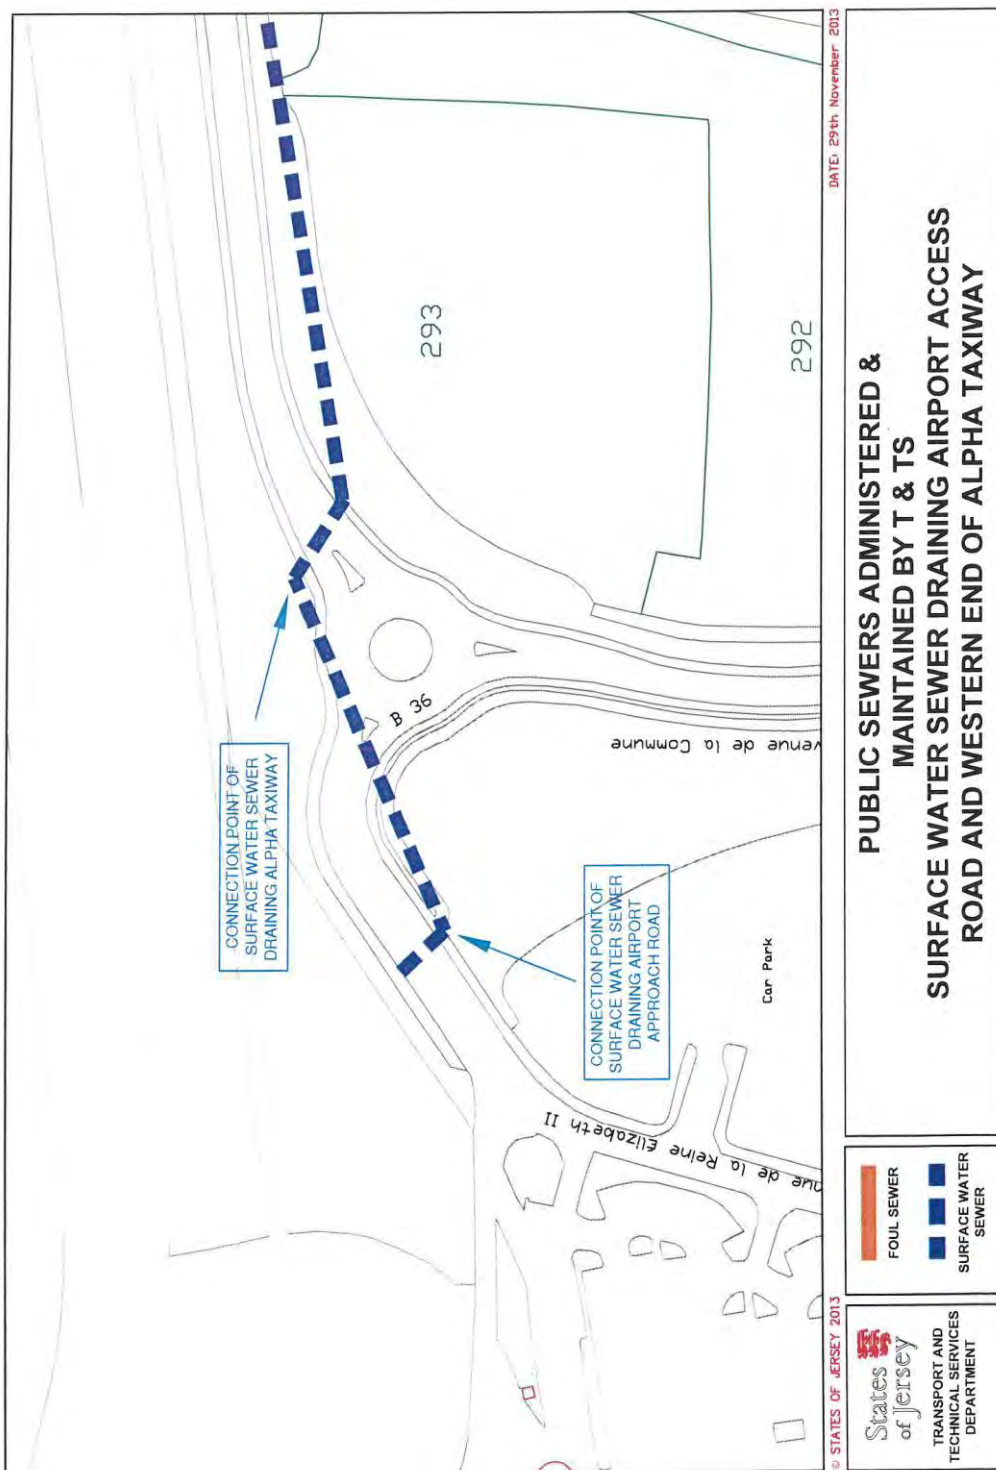 CONNECTION POINT OF
SURFACE WATER SEWER
DRAINING ALPHA TAXIWAY
CONNECTION POINT OF
SURFACE WATER SEWER
DRAINING AIRPORT
APPROACH ROAD
B 36
293
292
venue de la Commune
nue de la Reine Elizabeth II
Car Park
© STATES OF JERSEY 2013
DATE: 29th November 2013
States
of Jersey
TRANSPORT AND
TECHNICAL SERVICES
DEPARTMENT
FOUL SEWER
SURFACE WATER
SEWER
PUBLIC SEWERS ADMINISTERED &
MAINTAINED BY T & TS
SURFACE WATER SEWER DRAINING AIRPORT ACCESS
ROAD AND WESTERN END OF ALPHA TAXIWAY